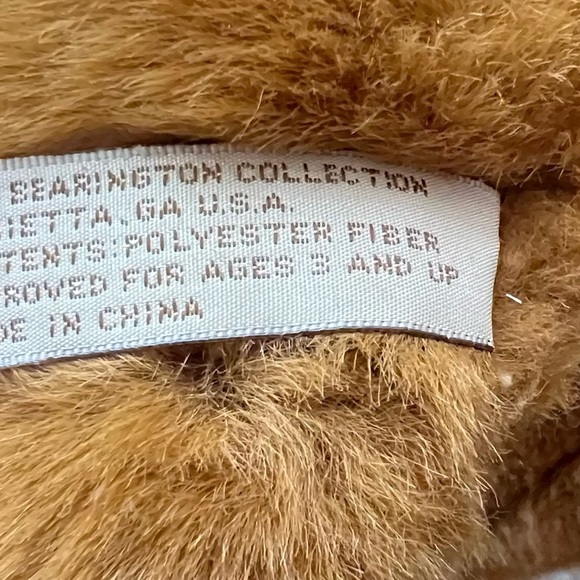 BEARINGTON COLLECTION
IETTA, GA U.S.A.
TENTS: POLYESTER FIBER
ROVED FOR AGES 3 AND UP
DE IN CHINA